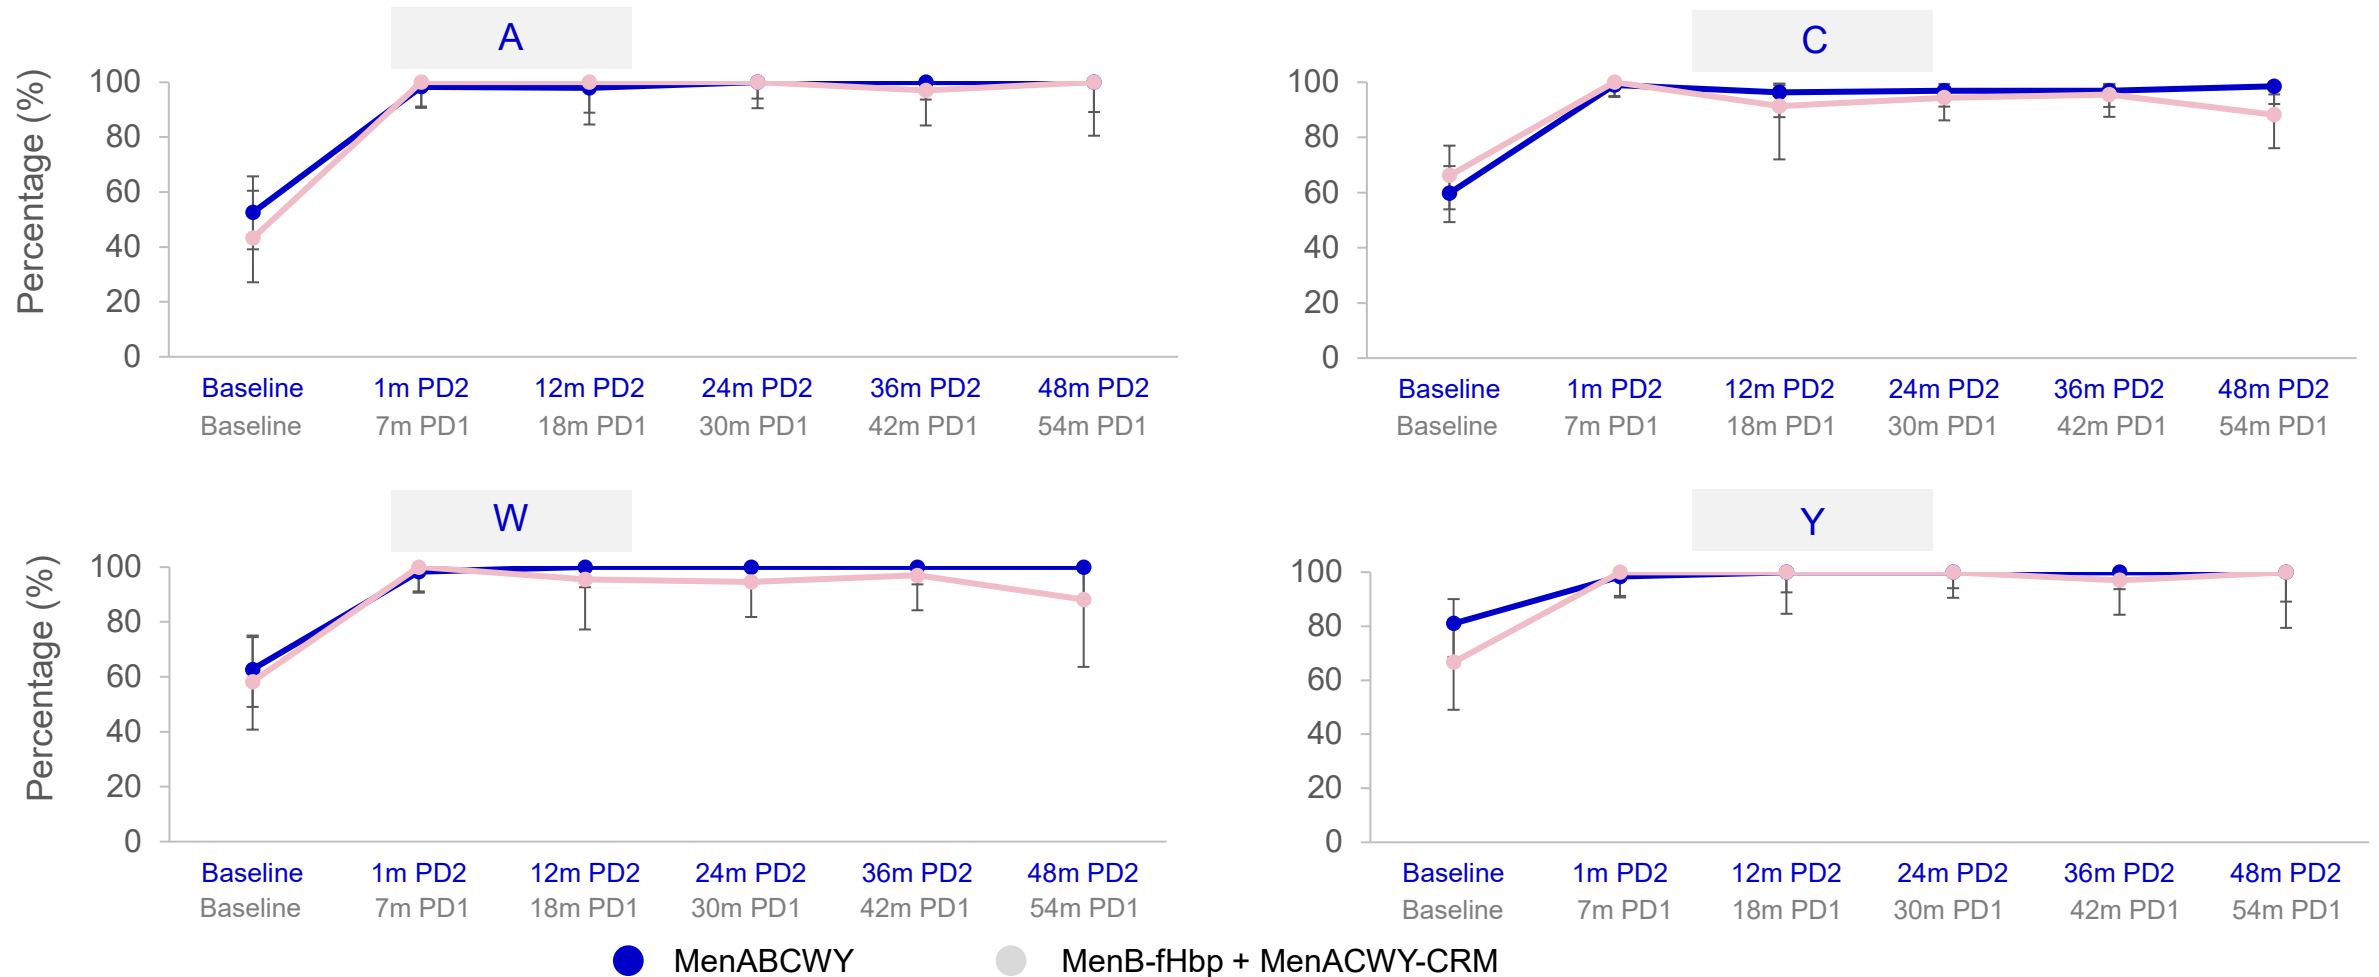 A
Percentage (%)
100
80
60
40
20
0
Baseline 1m PD2 12m PD2 24m PD2 36m PD2 48m PD2
Baseline 7m PD1 18m PD1 30m PD1 42m PD1 54m PD1
C
100
80
60
40
20
0
Baseline 1m PD2 12m PD2 24m PD2 36m PD2 48m PD2
Baseline 7m PD1 18m PD1 30m PD1 42m PD1 54m PD1
W
Percentage (%)
100
80
60
40
20
0
Baseline 1m PD2 12m PD2 24m PD2 36m PD2 48m PD2
Baseline 7m PD1 18m PD1 30m PD1 42m PD1 54m PD1
Y
100
80
60
40
20
0
Baseline 1m PD2 12m PD2 24m PD2 36m PD2 48m PD2
Baseline 7m PD1 18m PD1 30m PD1 42m PD1 54m PD1
MenABCWY MenB-fHbp + MenACWY-CRM